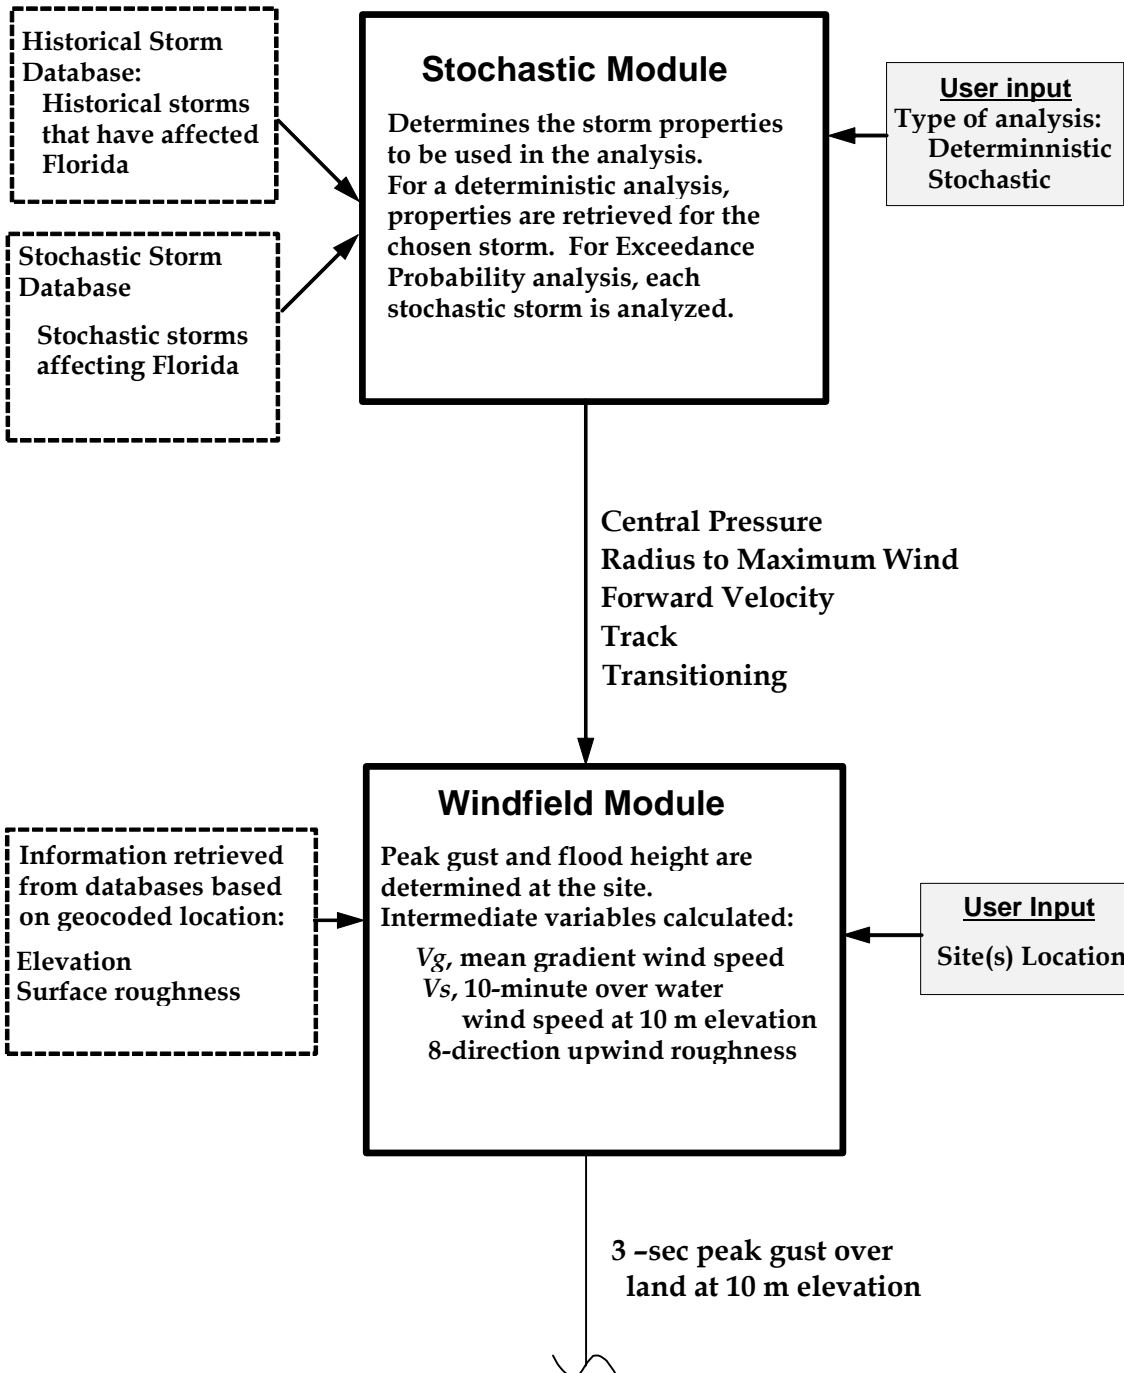 Historical Storm
Database:
Historical storms
that have affected
Florida
Stochastic Storm
Database
Stochastic storms
affecting Florida
Stochastic Module
Determines the storm properties
to be used in the analysis.
For a deterministic analysis,
properties are retrieved for the
chosen storm. For Exceedance
Probability analysis, each
stochastic storm is analyzed.
User input
Type of analysis:
Determinnistic
Stochastic
Central Pressure
Radius to Maximum Wind
Forward Velocity
Track
Transitioning
Information retrieved
from databases based
on geocoded location:
Elevation
Surface roughness
Windfield Module
Peak gust and flood height are
determined at the site.
Intermediate variables calculated:
Vg, mean gradient wind speed
Vs, 10-minute over water
wind speed at 10 m elevation
8-direction upwind roughness
User Input
Site(s) Location
3 –sec peak gust over
land at 10 m elevation